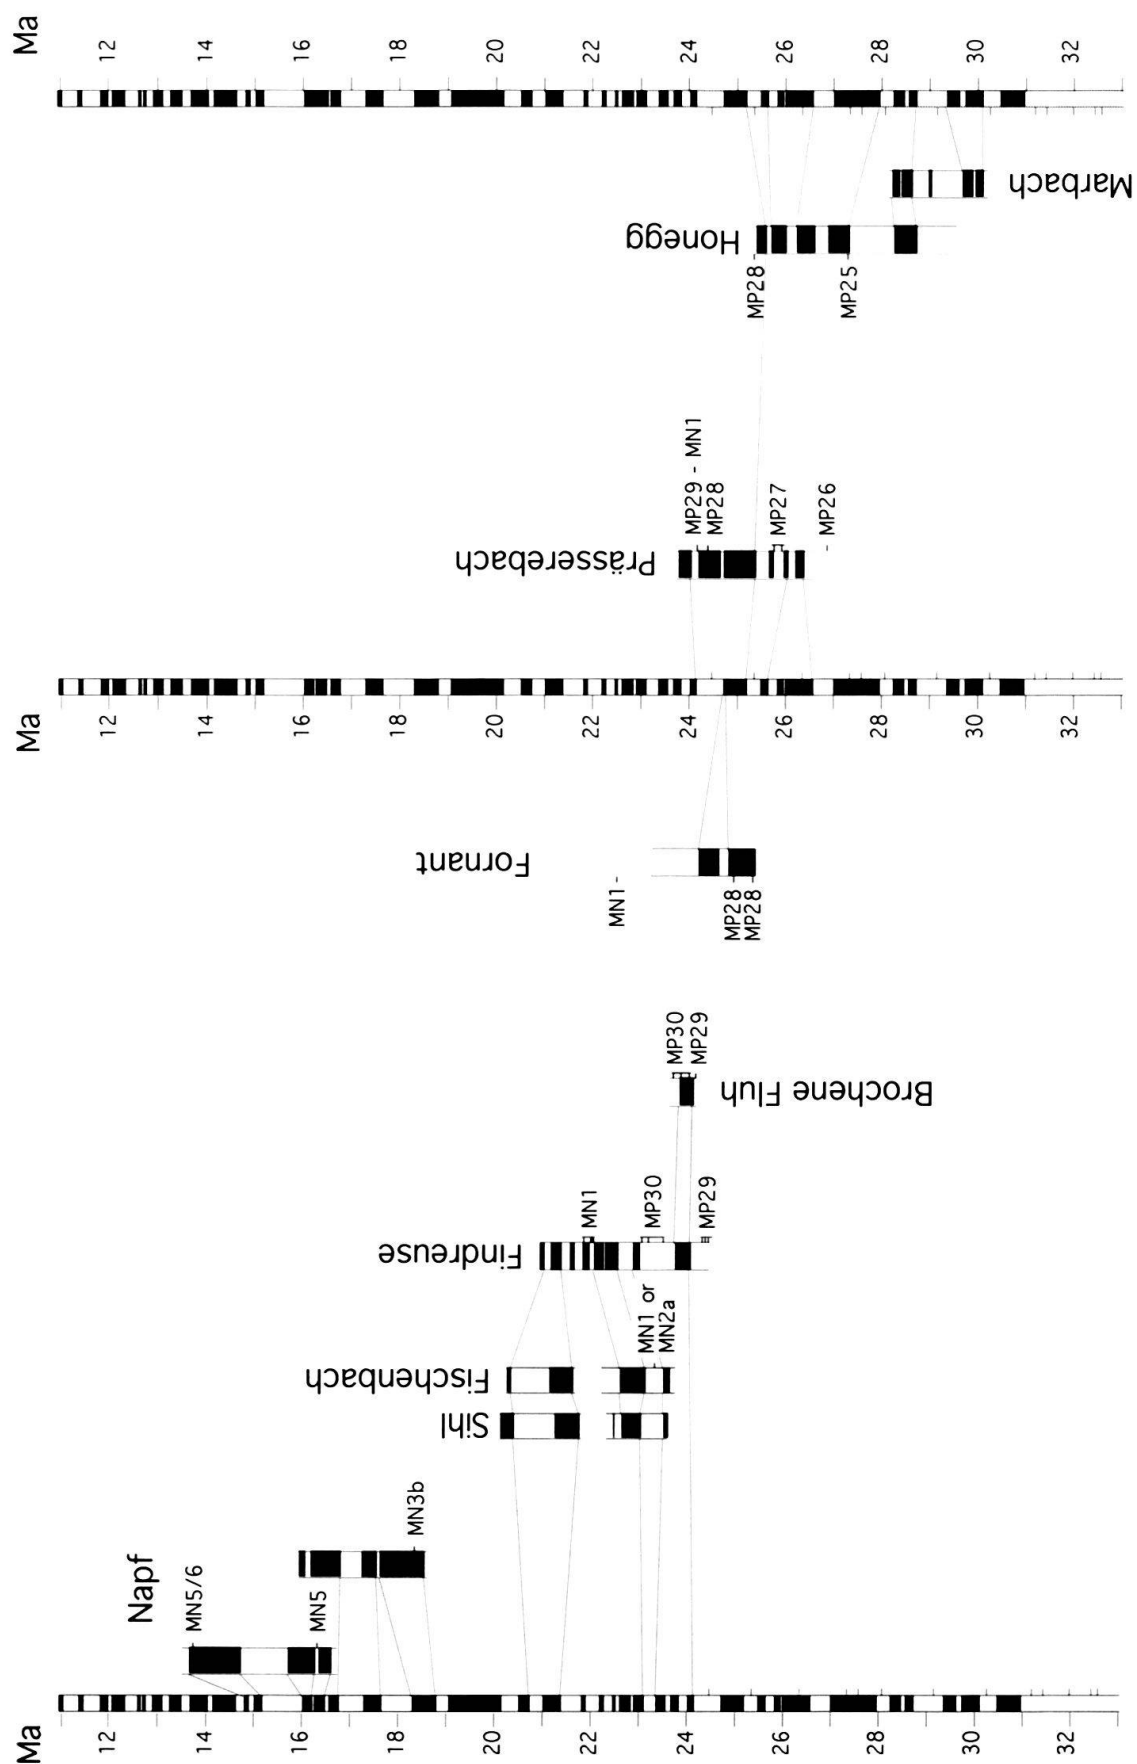 Ma
12
14
16
18
20
22
24
26
28
30
32
Napf
MN5/6
MN5
MN3b
Sihl
Fischenbach
MN1 or
MN2a
Findreuse
MN1
MP30
MP29
Brochene Fluh
MP30
MP29
Fornant
MN1
MP28
MP28
Ma
12
14
16
18
20
22
24
26
28
30
32
Prässerebach
MP29 - MN1
MP28
MP27
MP26
Honegg
MP28
MP25
Marbach
Ma
12
14
16
18
20
22
24
26
28
30
32